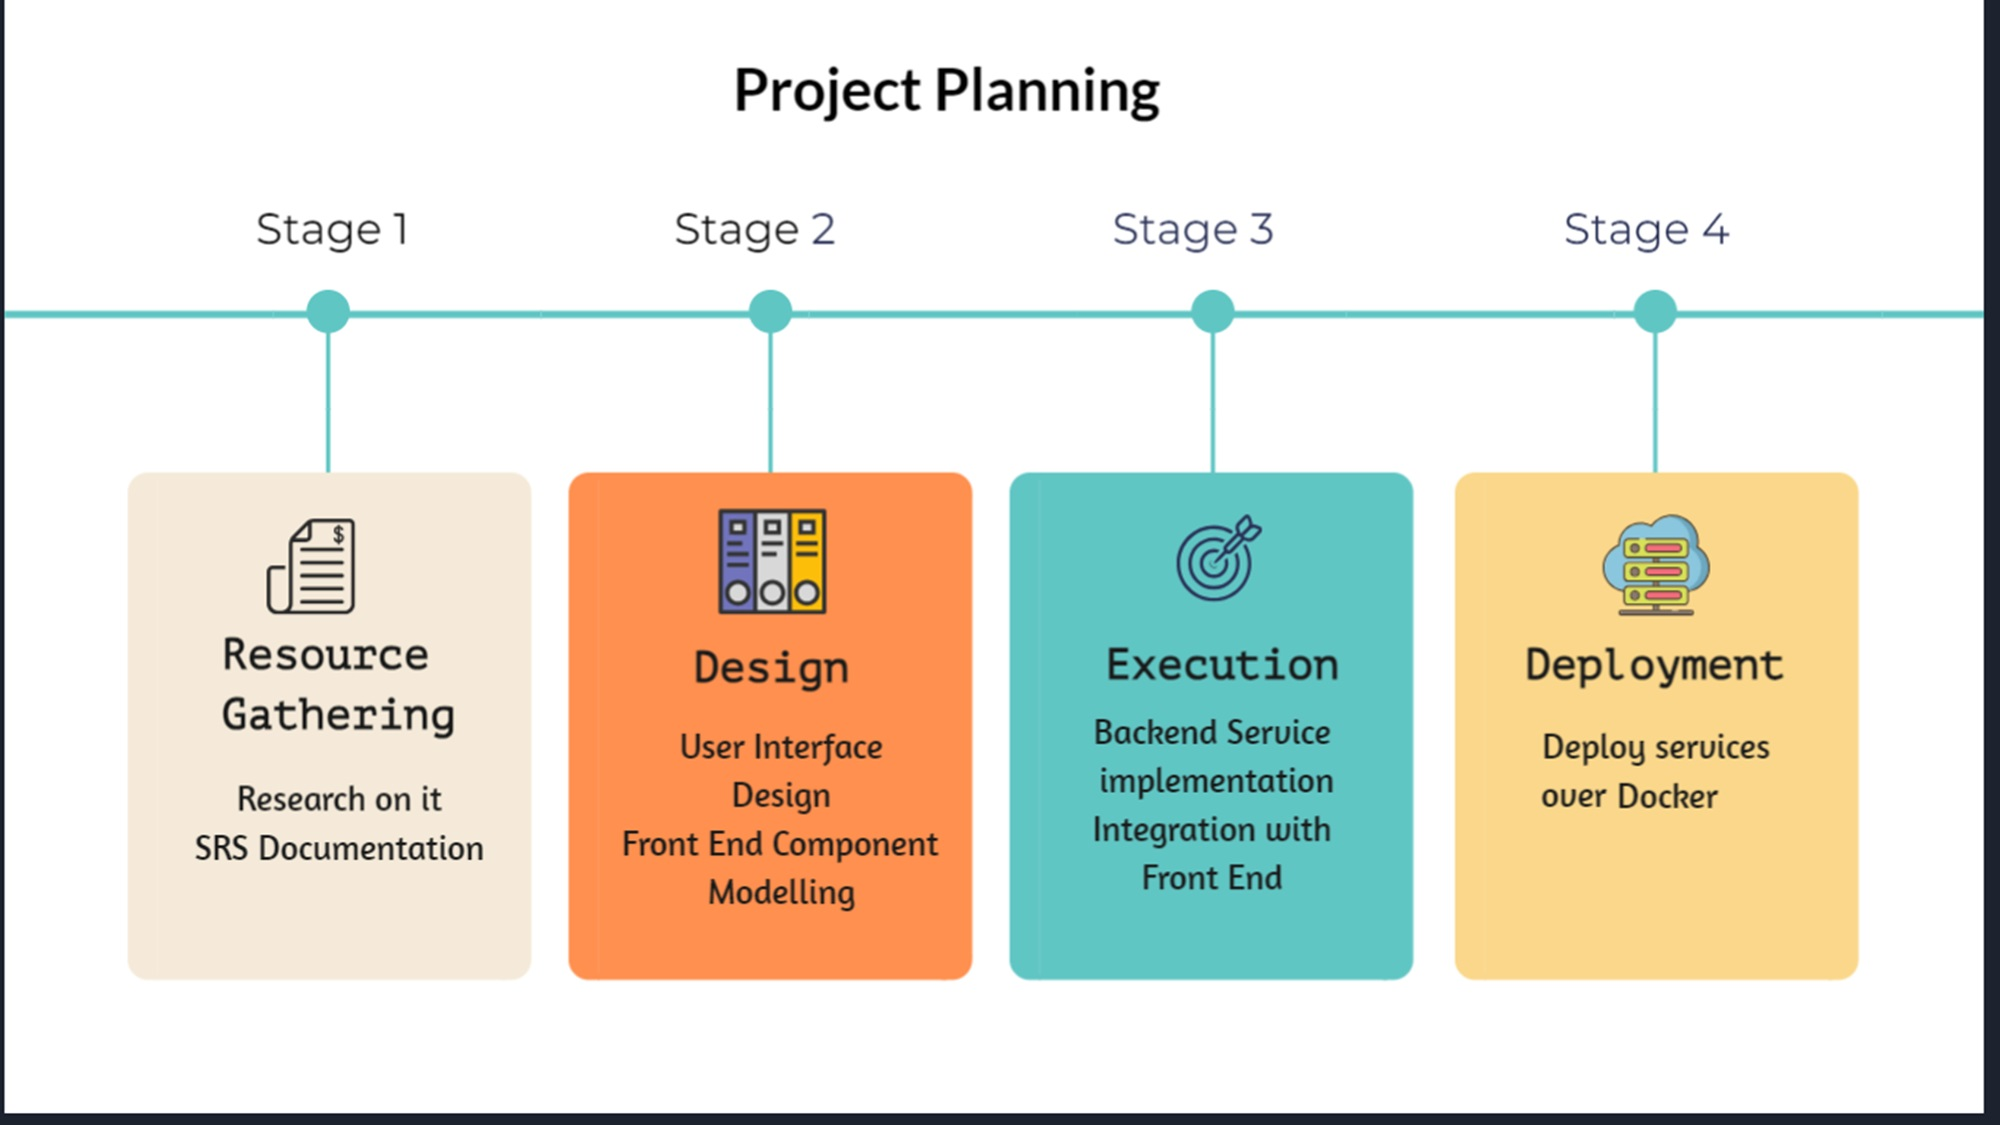 Project Planning
Stage 1
Stage 2
Stage 3
Stage 4
$
Resource
Gathering
Research on it
SRS Documentation
Design
User Interface
Design
Front End Component
Modelling
Execution
Backend Service
implementation
Integration with
Front End
Deployment
Deploy services
over Docker